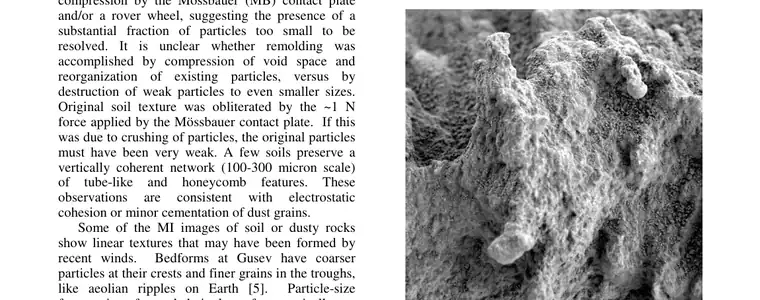 compression by the Mössbauer (MB) contact plate
and/or a rover wheel, suggesting the presence of a
substantial fraction of particles too small to be
resolved. It is unclear whether remolding was
accomplished by compression of void space and
reorganization of existing particles, versus by
destruction of weak particles to even smaller sizes.
Original soil texture was obliterated by the ~1 N
force applied by the Mössbauer contact plate. If this
was due to crushing of particles, the original particles
must have been very weak. A few soils preserve a
vertically coherent network (100-300 micron scale)
of tube-like and honeycomb features. These
observations are consistent with electrostatic
cohesion or minor cementation of dust grains.
Some of the MI images of soil or dusty rocks
show linear textures that may have been formed by
recent winds. Bedforms at Gusev have coarser
particles at their crests and finer grains in the troughs,
like aeolian ripples on Earth [5]. Particle-size